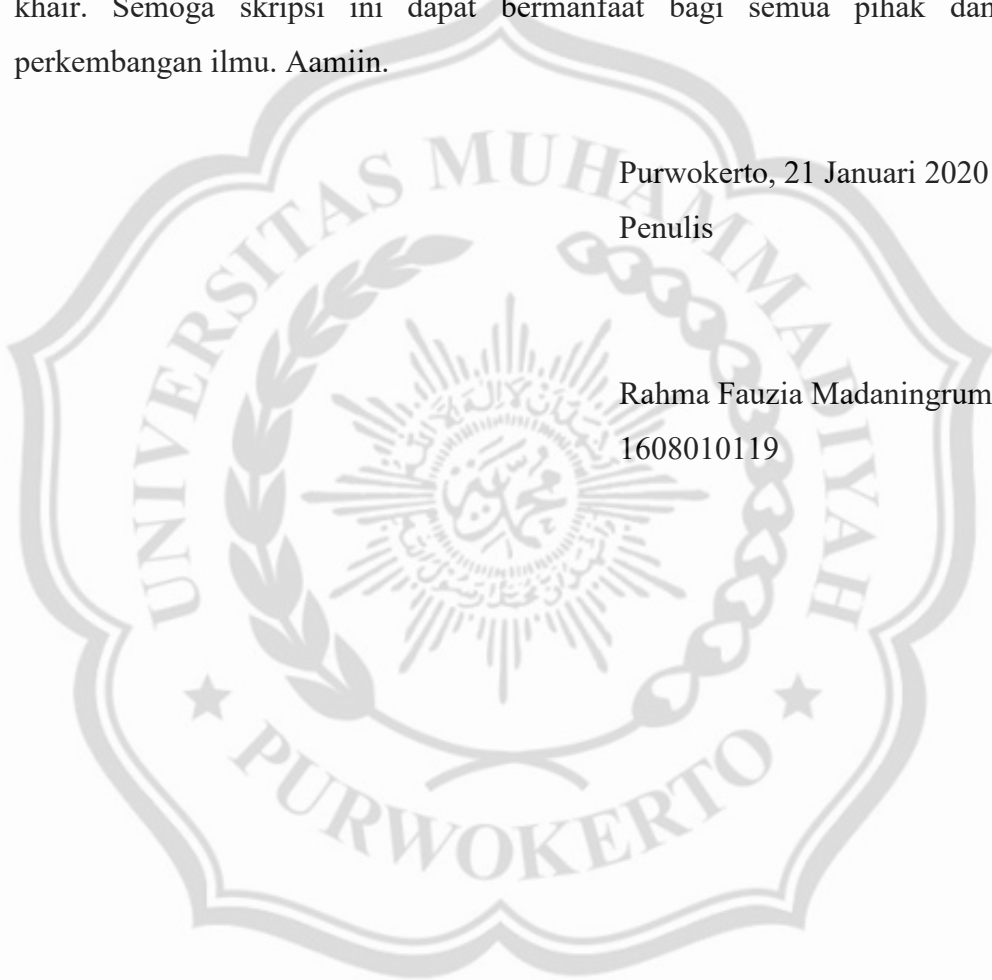 khair. Semoga skripsi ini dapat bermanfaat bagi semua pihak dan
perkembangan ilmu. Aamiin.
Purwokerto, 21 Januari 2020
Penulis
Rahma Fauzia Madaningrum
1608010119
UNIVERSITAS MUHAMMADIYAH
PURWOKERTO